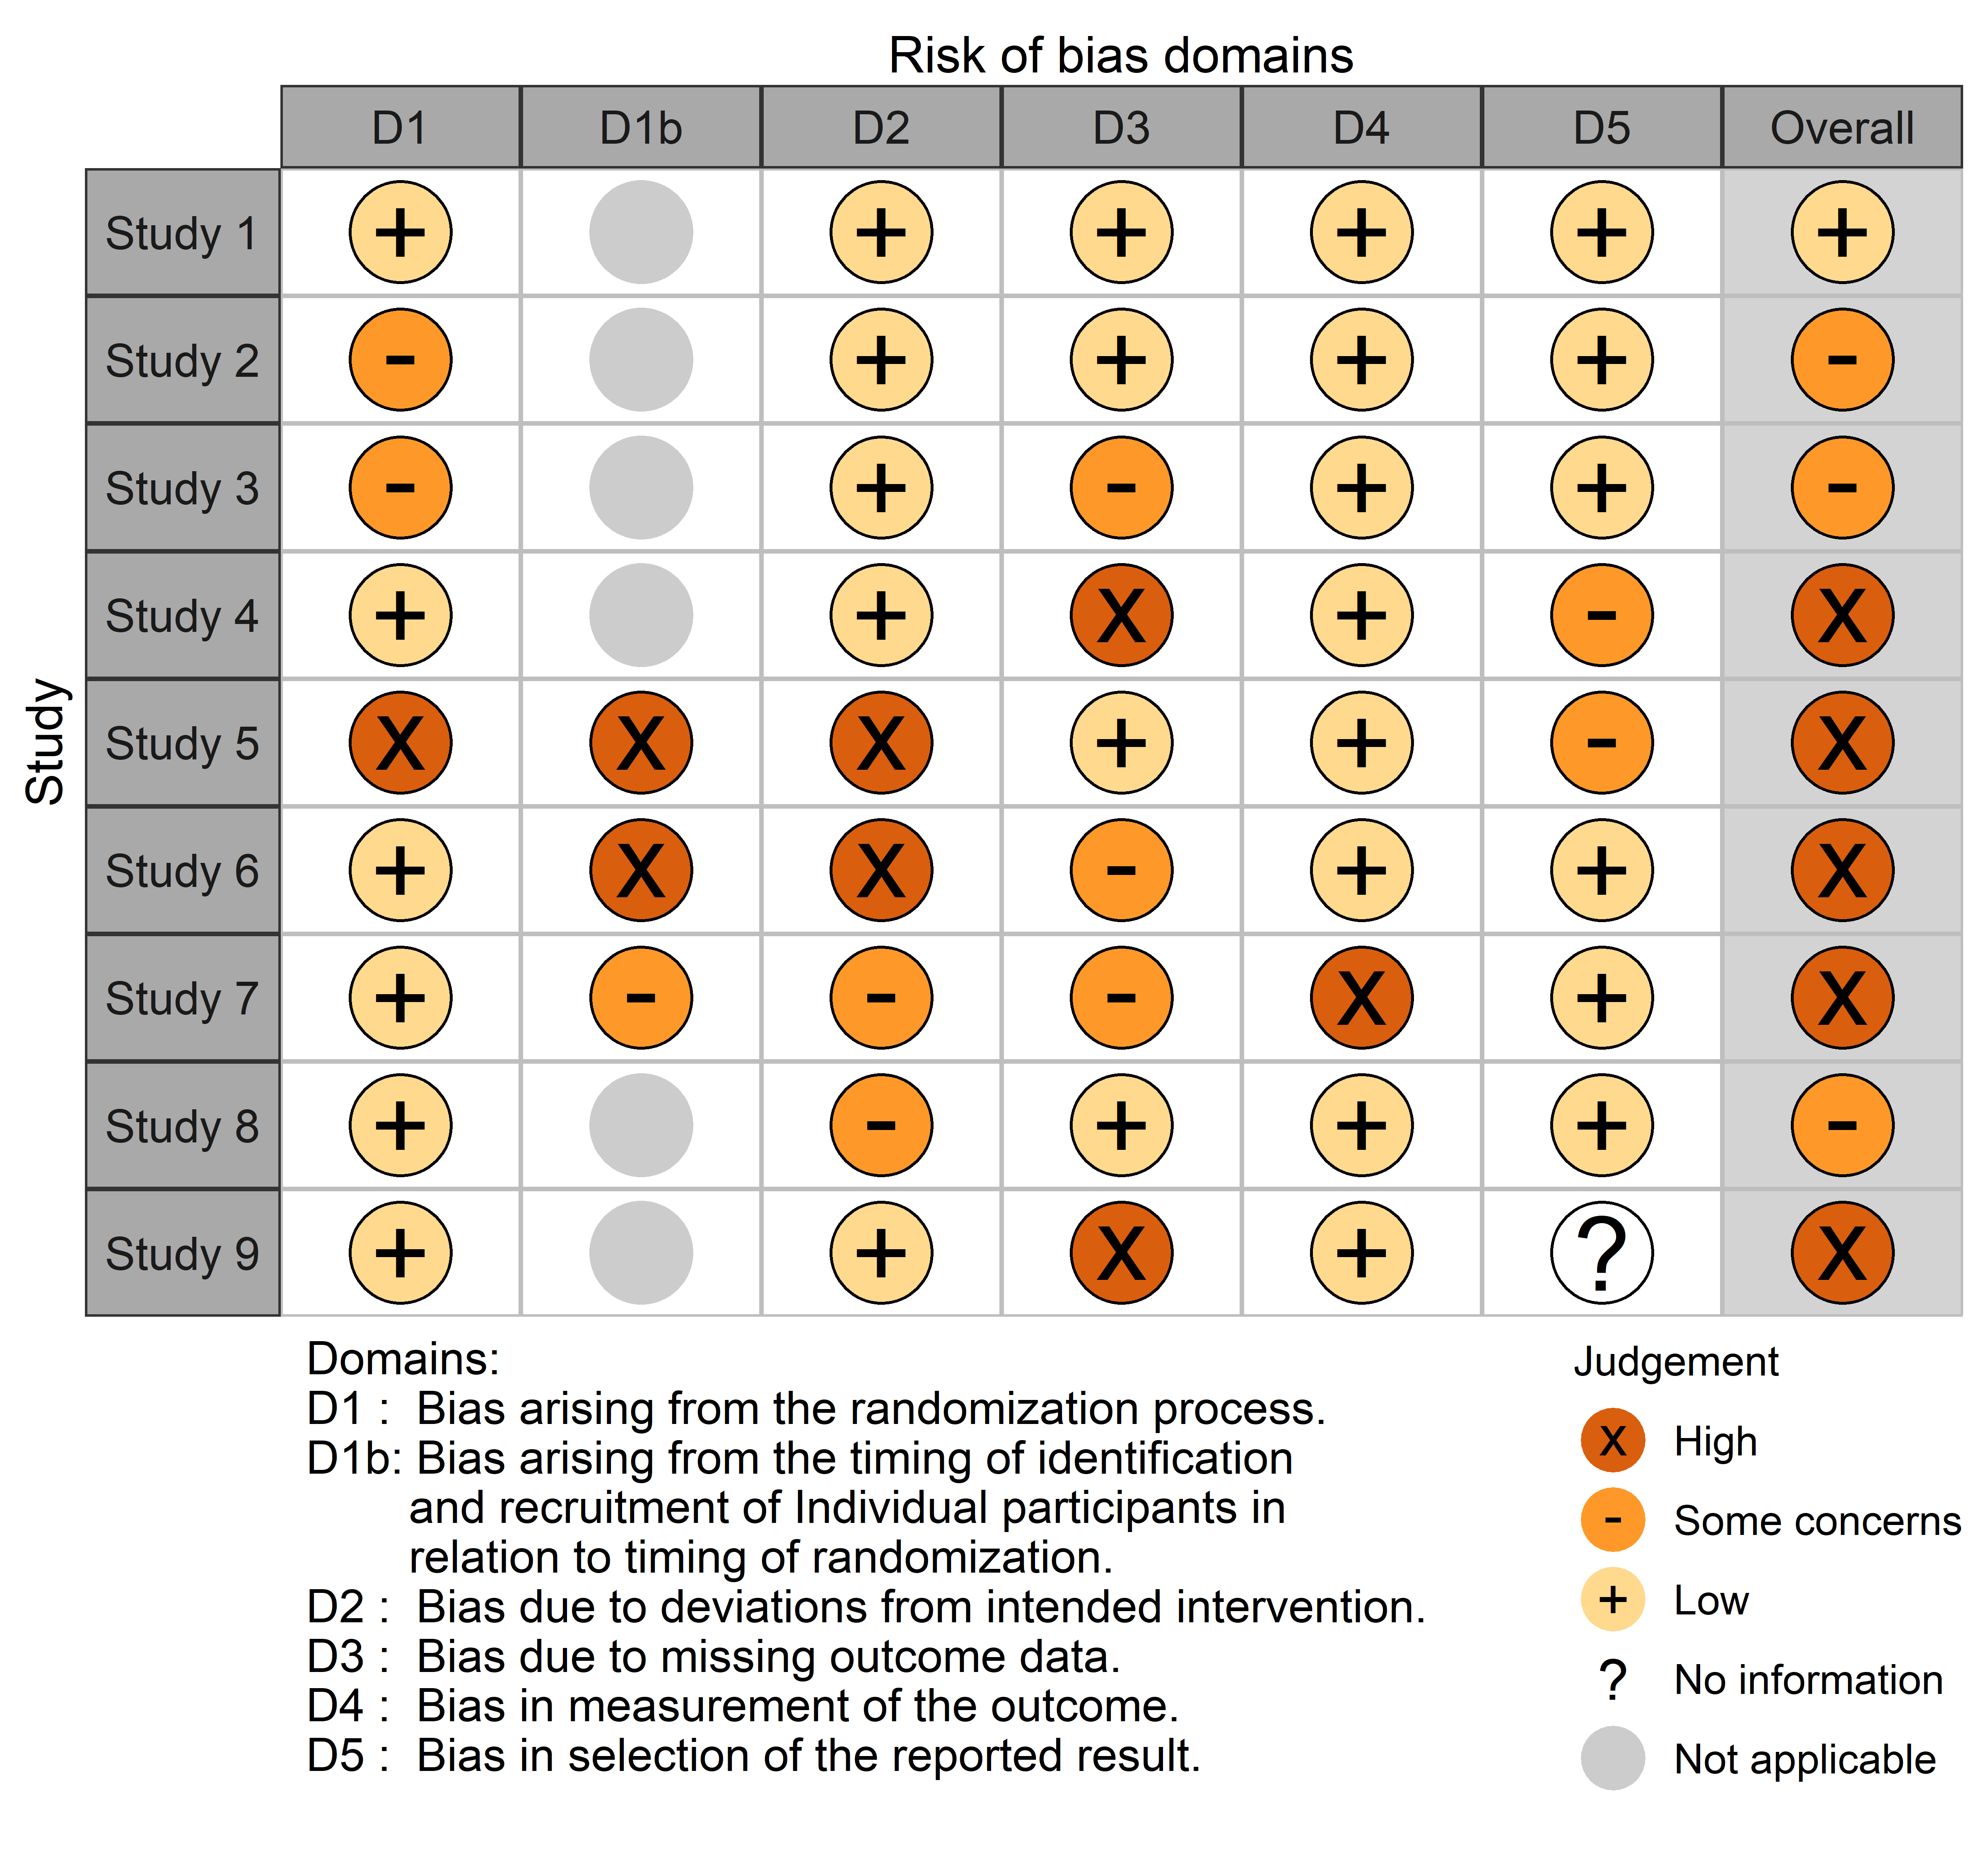 Risk of bias domains
D1 D1b D2 D3 D4 D5 Overall
Study
Study 1 + + + + + +
Study 2 - + + + + -
Study 3 - + - + + -
Study 4 + + X + - X
Study 5 X X X + + - X
Study 6 + X X - + + X
Study 7 + - - - X + X
Study 8 + - + + + -
Study 9 + + X + ? X
Domains:
D1 : Bias arising from the randomization process.
D1b: Bias arising from the timing of identification
and recruitment of Individual participants in
relation to timing of randomization.
D2 : Bias due to deviations from intended intervention.
D3 : Bias due to missing outcome data.
D4 : Bias in measurement of the outcome.
D5 : Bias in selection of the reported result.
Judgement
X High
- Some concerns
+ Low
? No information
Not applicable